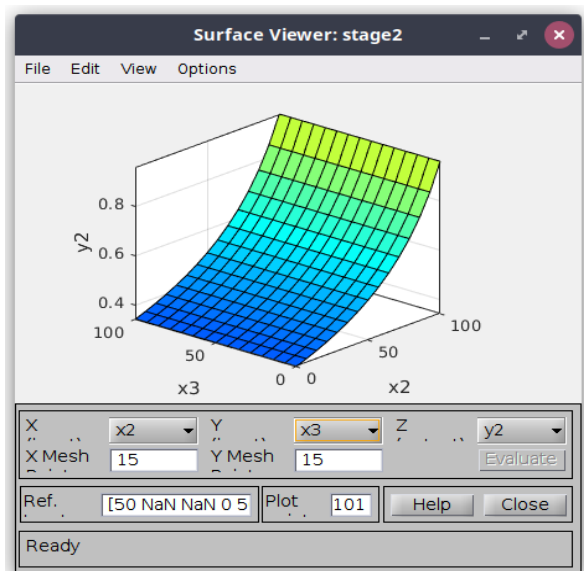 Surface Viewer: stage2
File Edit View Options
0.8
y2
0.6
0.4
100
50
0
0
50
100
x3
x2
X x2 Y x3 Z y2
X Mesh 15 Y Mesh 15 Evaluate
Ref. [50 NaN NaN 0 5 Plot 101 Help Close
Ready